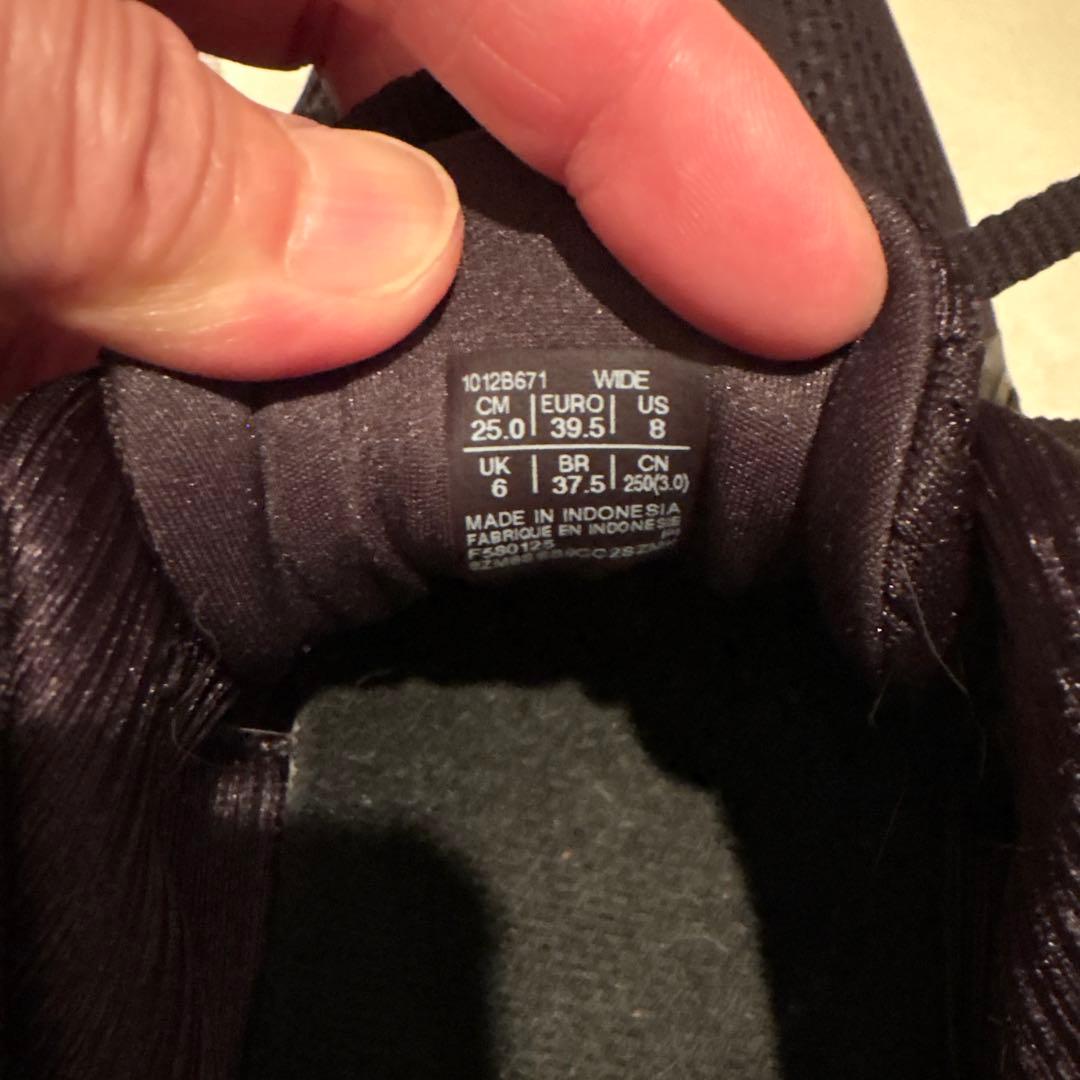 1012B671 WIDE
CM EURO US
25.0 39.5 8
UK BR CN
6 37.5 250(3.0)
MADE IN INDONESIA
FABRIQUE EN INDONESIE